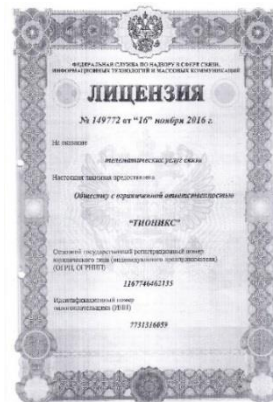 ФЕДЕРАЛЬНАЯ СЛУЖБА ПО НАДЗОРУ В СФЕРЕ СВЯЗИ,
ИНФОРМАЦИОННЫХ ТЕХНОЛОГИЙ И МАССОВЫХ КОММУНИКАЦИЙ
ЛИЦЕНЗИЯ
№ 149772 от "16" ноября 2016 г.
На оказание
телематических услуг связи
Настоящая лицензия предоставлена
Обществу с ограниченной ответственностью
"ТИОНИКС"
Основной государственный регистрационный номер
юридического лица (индивидуального предпринимателя)
(ОГРН, ОГРНИП)
1167746462135
Идентификационный номер
налогоплательщика (ИНН)
7731316059